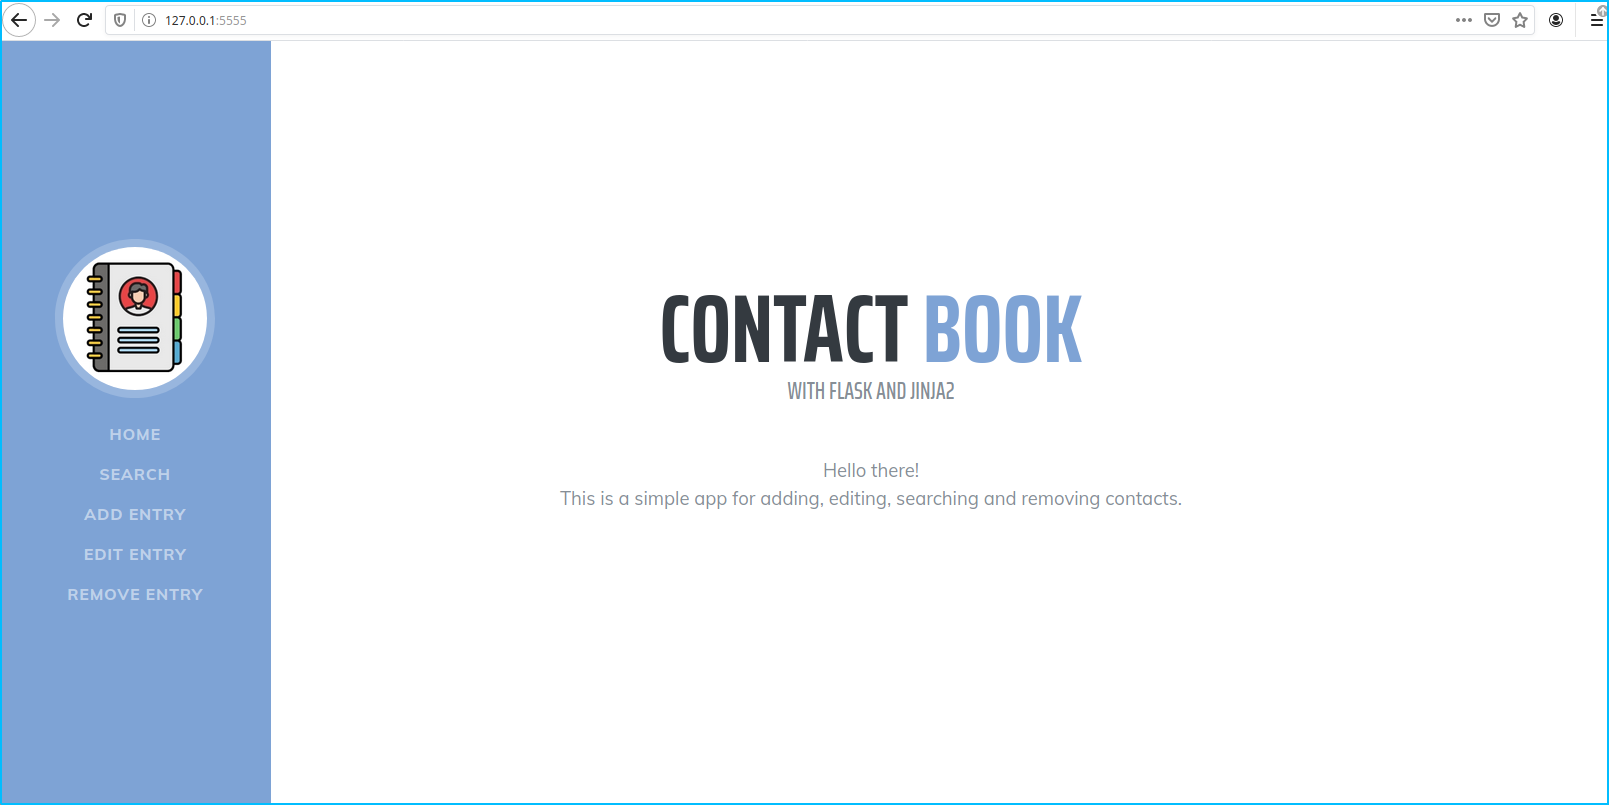 127.0.0.1:5555
HOME
SEARCH
ADD ENTRY
EDIT ENTRY
REMOVE ENTRY
CONTACT BOOK
WITH FLASK AND JINJA2
Hello there!
This is a simple app for adding, editing, searching and removing contacts.